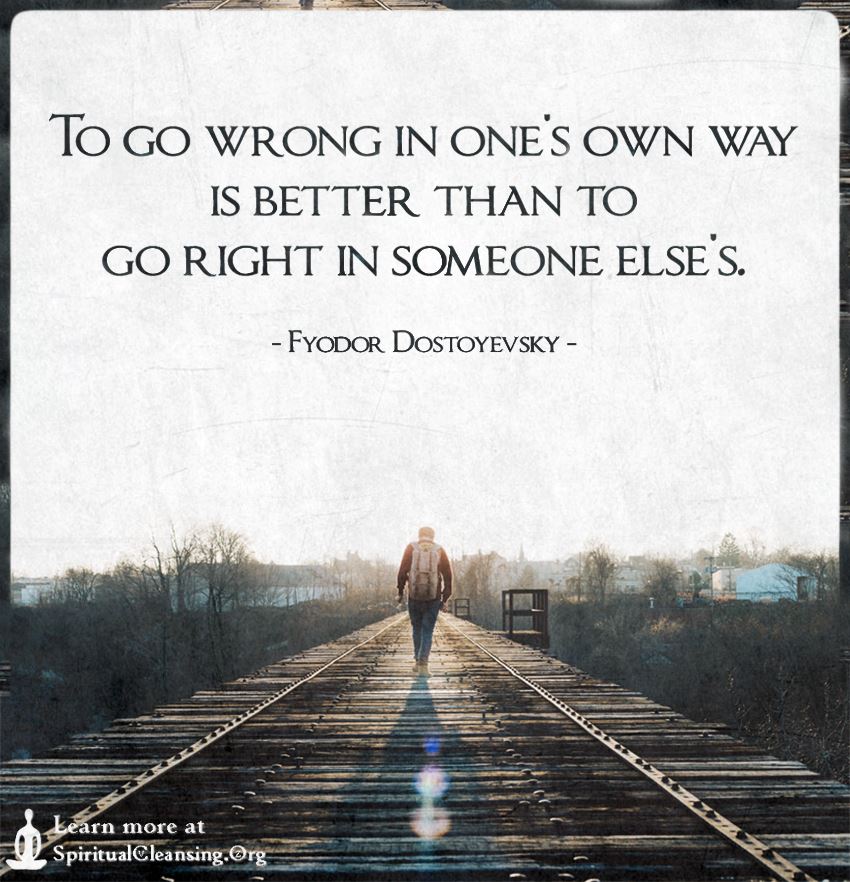 To go wrong in one's own way
is better than to
go right in someone else's.
- Fyodor Dostoyevsky -
Learn more at
SpiritualCleansing.Org